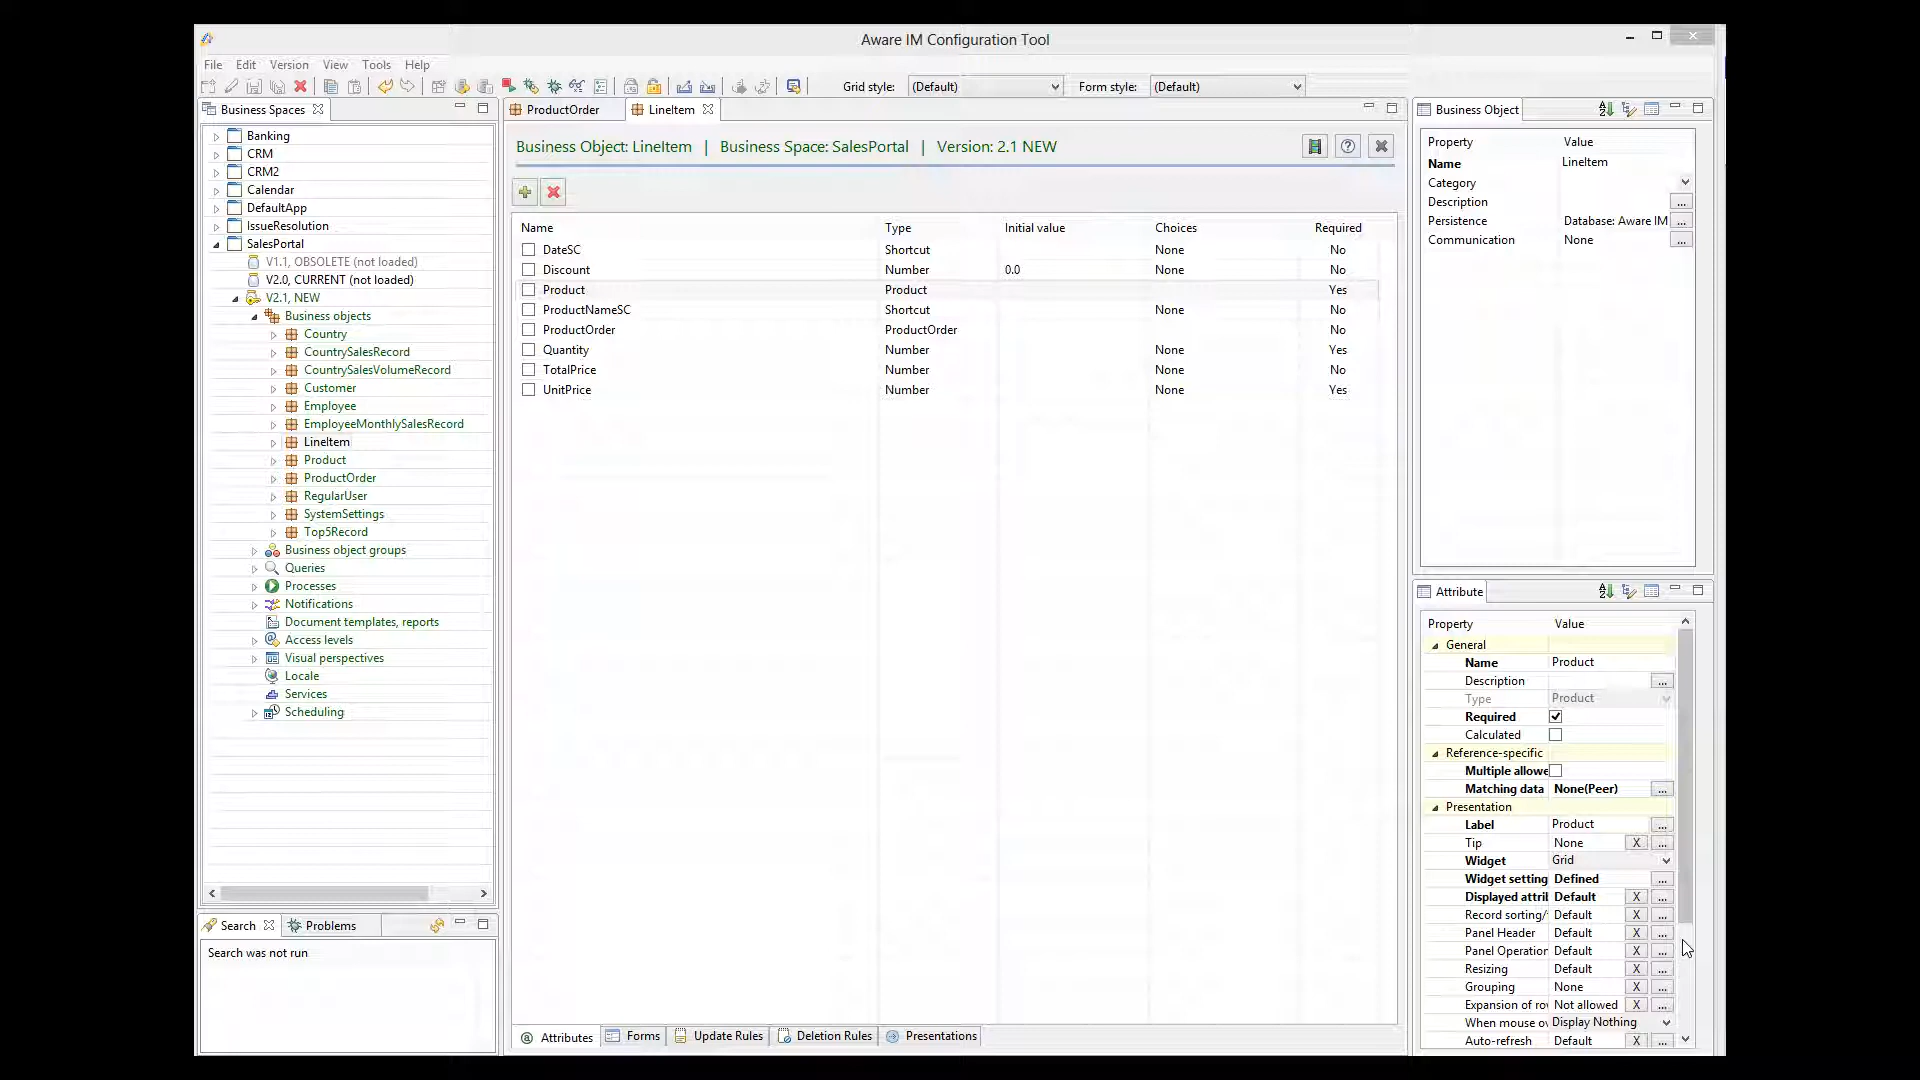 Aware IM Configuration Tool
File Edit Version View Tools Help
Grid style: (Default) Form style: (Default)
Business Spaces
Banking
CRM
CRM2
Calendar
DefaultApp
IssueResolution
SalesPortal
V1.1, OBSOLETE (not loaded)
V2.0, CURRENT (not loaded)
V2.1, NEW
Business objects
Country
CountrySalesRecord
CountrySalesVolumeRecord
Customer
Employee
EmployeeMonthlySalesRecord
LineItem
Product
ProductOrder
RegularUser
SystemSettings
Top5Record
Business object groups
Queries
Processes
Notifications
Document templates, reports
Access levels
Visual perspectives
Locale
Services
Scheduling
Search Problems
Search was not run
ProductOrder LineItem
Business Object: LineItem | Business Space: SalesPortal | Version: 2.1 NEW
Name Type Initial value Choices Required
DateSC Shortcut None No
Discount Number 0.0 None No
Product Product Yes
ProductNameSC Shortcut None No
ProductOrder ProductOrder No
Quantity Number None Yes
TotalPrice Number None No
UnitPrice Number None Yes
Attributes Forms Update Rules Deletion Rules Presentations
Business Object
Property Value
Name LineItem
Category
Description ...
Persistence Database: Aware IM ...
Communication None ...
Attribute
Property Value
General
Name Product
Description ...
Type Product
Required
Calculated
Reference-specific
Multiple allowe
Matching data None(Peer) ...
Presentation
Label Product ...
Tip None X ...
Widget Grid
Widget setting Defined ...
Displayed attril Default X ...
Record sorting/ Default X ...
Panel Header Default X ...
Panel Operation Default X ...
Resizing Default X ...
Grouping None X ...
Expansion of ro Not allowed X ...
When mouse ov Display Nothing
Auto-refresh Default X ...